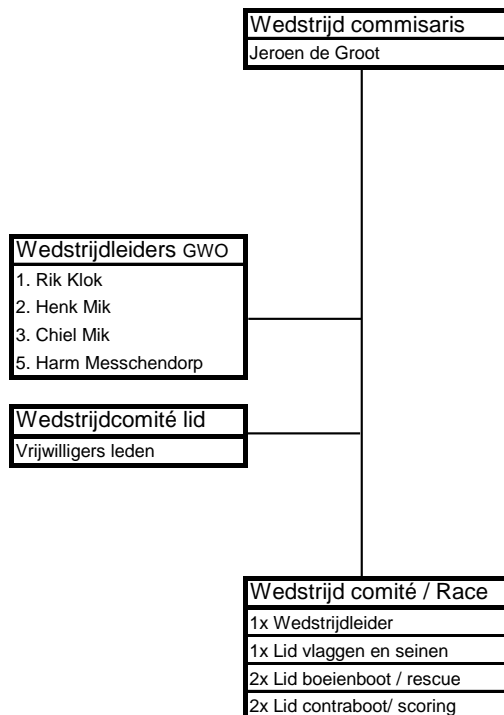 Wedstrijd commisaris
Jeroen de Groot
Wedstrijdleiders GWO
1. Rik Klok
2. Henk Mik
3. Chiel Mik
5. Harm Messchendorp
Wedstrijdcomité lid
Vrijwilligers leden
Wedstrijd comité / Race
1x Wedstrijdleider
1x Lid vlaggen en seinen
2x Lid boeienboot / rescue
2x Lid contraboot/ scoring